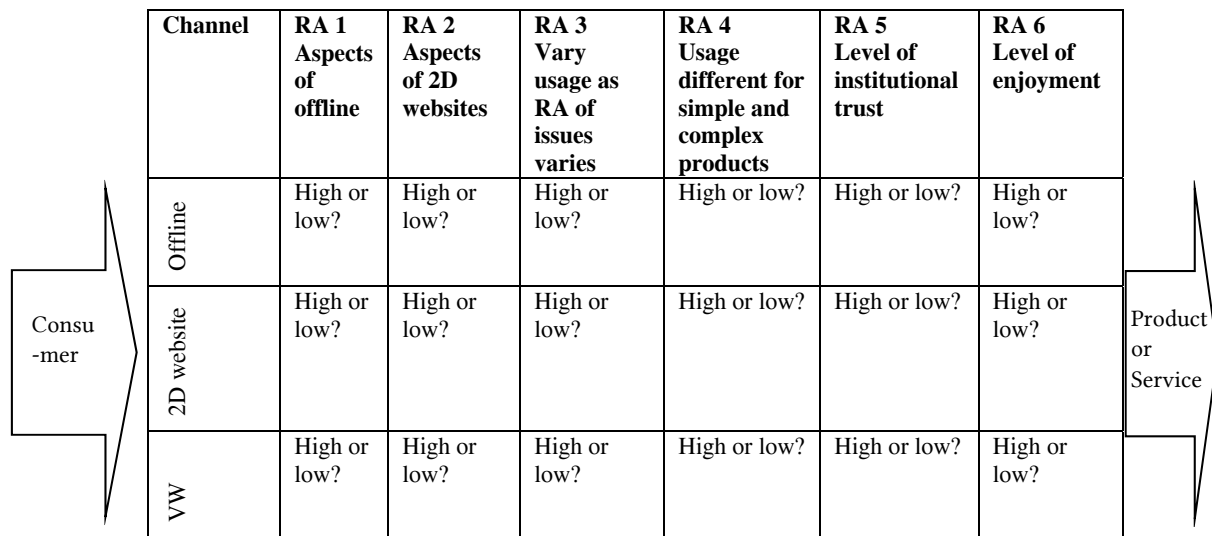 Channel
RA 1
Aspects
of
offline
RA 2
Aspects
of 2D
websites
RA 3
Vary
usage as
RA of
issues
varies
RA 4
Usage
different for
simple and
complex
products
RA 5
Level of
institutional
trust
RA 6
Level of
enjoyment
Consu
-mer
Offline
High or
low?
High or
low?
High or
low?
High or low?
High or low?
High or
low?
2D website
High or
low?
High or
low?
High or
low?
High or low?
High or low?
High or
low?
VW
High or
low?
High or
low?
High or
low?
High or low?
High or low?
High or
low?
Product
or
Service